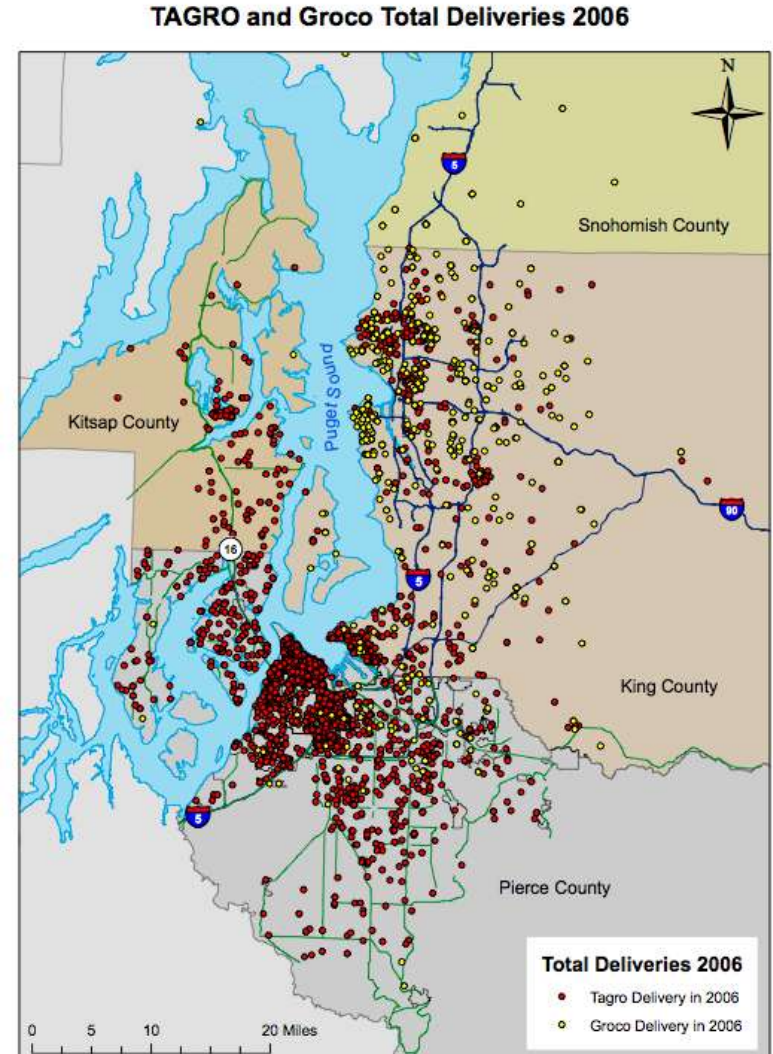 TAGRO and Groco Total Deliveries 2006
N
5
Snohomish County
Puget Sound
Kitsap County
90
16
5
King County
5
Pierce County
Total Deliveries 2006
Tagro Delivery in 2006
Groco Delivery in 2006
0 5 10 20 Miles